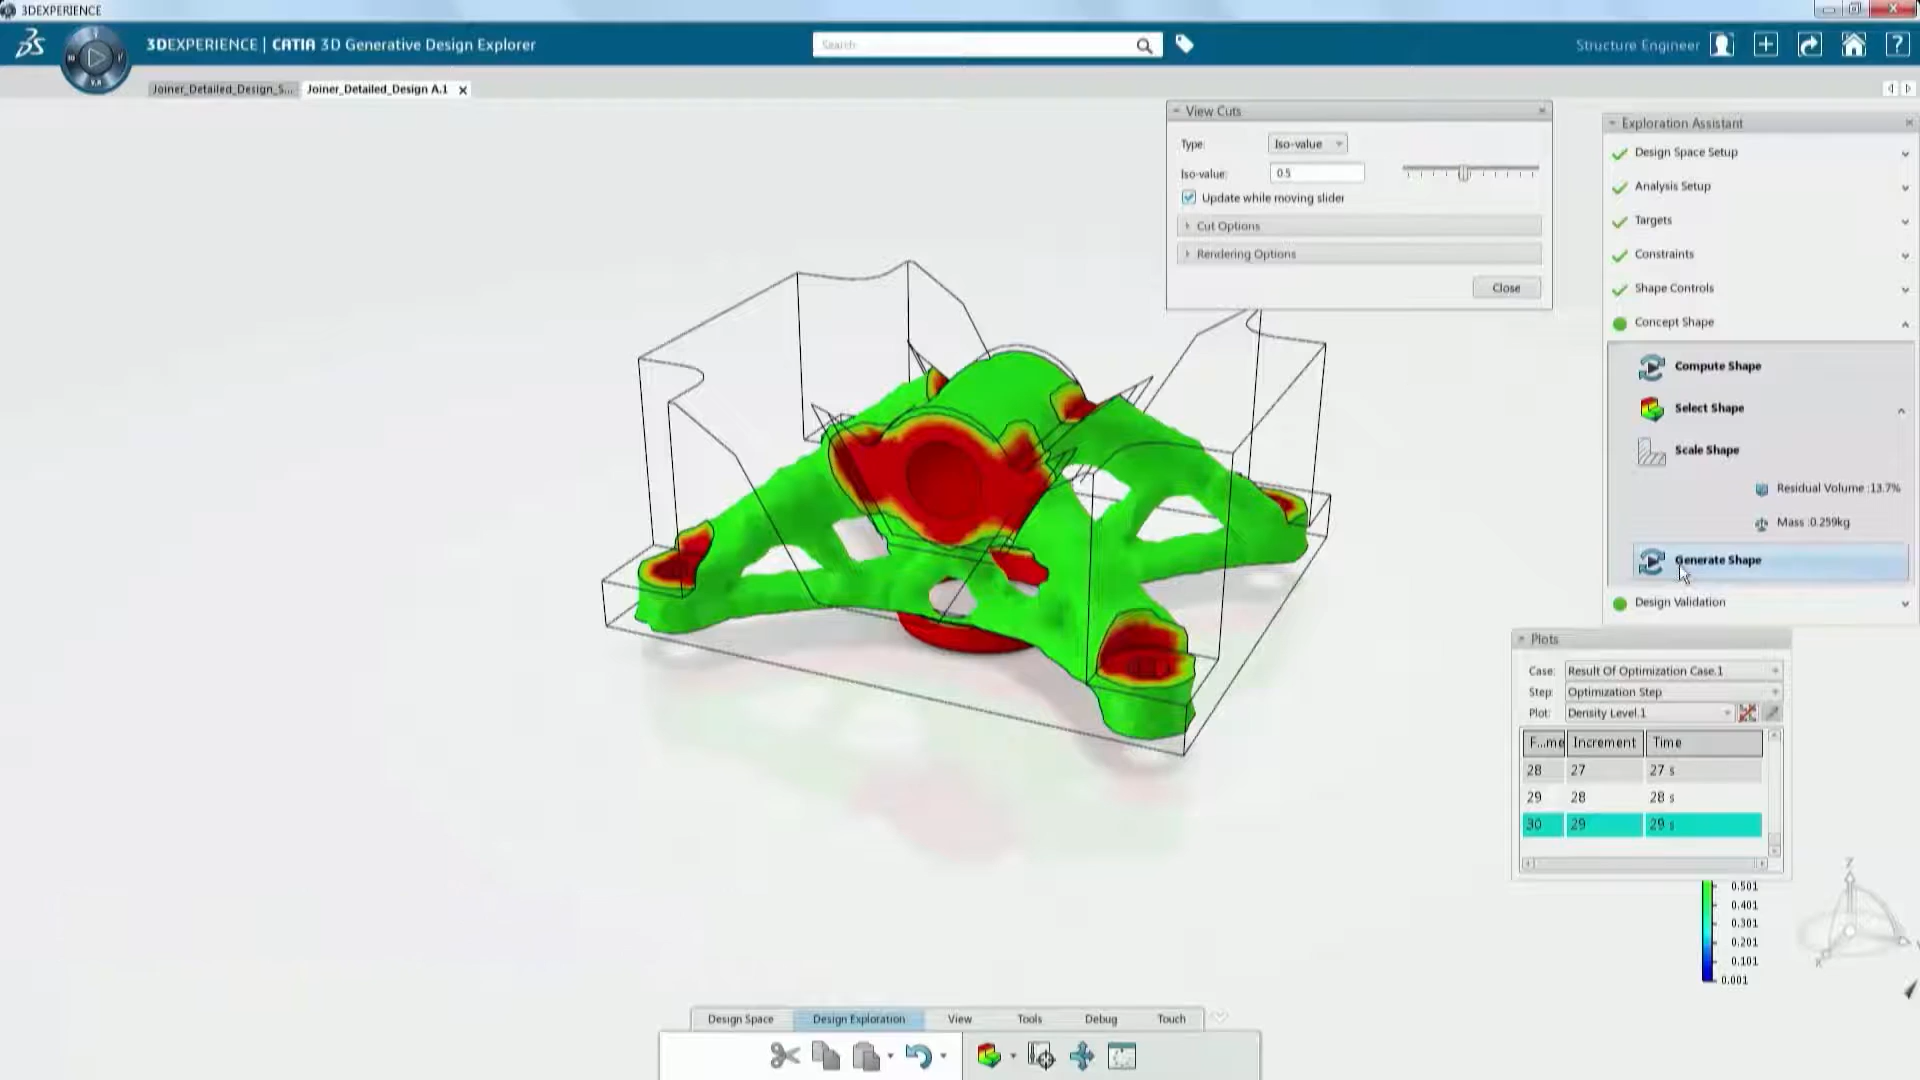 3DEXPERIENCE
3DEXPERIENCE | CATIA 3D Generative Design Explorer
Search
Structure Engineer
V.R
Joiner_Detailed_Design_S...
Joiner_Detailed_Design A.1
View Cuts
Type:
Iso-value
Iso-value:
0.5
Update while moving slider
Cut Options
Rendering Options
Close
Exploration Assistant
Design Space Setup
Analysis Setup
Targets
Constraints
Shape Controls
Concept Shape
Compute Shape
Select Shape
Scale Shape
Residual Volume :13.7%
Mass :0.259kg
Generate Shape
Design Validation
Plots
Case: Result Of Optimization Case.1
Step: Optimization Step
Plot: Density Level.1
F...me Increment Time
28 27 27 s
29 28 28 s
30 29 29 s
0.501
0.401
0.301
0.201
0.101
0.001
Z
X
Design Space
Design Exploration
View
Tools
Debug
Touch